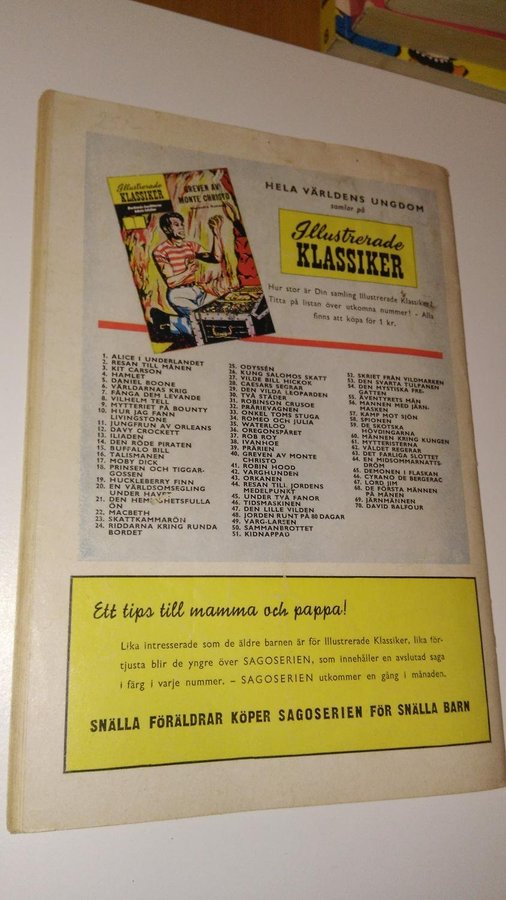 Illustrerade
KLASSIKER
GREVEN AV
MONTE CHRISTO
HELA VÄRLDENS UNGDOM
samlar på
Illustrerade
KLASSIKER
Hur stor är Din samling Illustrerade Klassiker?
Titta på listan över utkomna nummer! - Alla
finns att köpa för 1 kr.
1. ALICE I UNDERLANDET
2. RESAN TILL MÅNEN
3. KIT CARSON
4. HAMLET
5. DANIEL BOONE
6. VÄRLDARNAS KRIG
7. FÅNGA DEM LEVANDE
8. VILHELM TELL
9. MYTTERIET PÅ BOUNTY
10. HUR JAG FANN
LIVINGSTONE
11. JUNGFRUN AV ORLEANS
12. DAVY CROCKETT
13. ILIADEN
14. DEN RÖDE PIRATEN
15. BUFFALO BILL
16. TALISMANEN
17. MOBY DICK
18. PRINSEN OCH TIGGAR-
GOSSEN
19. HUCKLEBERRY FINN
20. EN VÄRLDSOMSEGLING
UNDER HAVET
21. DEN HEMLIGHETSFULLA
ÖN
22. MACBETH
23. SKATTKAMMARÖN
24. RIDDARNA KRING RUNDA
BORDET
25. ODYSSÉN
26. KUNG SALOMOS SKATT
27. VILDE BILL HICKOK
28. CAESARS SEGRAR
29. DEN VILDA LEOPARDEN
30. TVÅ STÄDER
31. ROBINSON CRUSOE
32. PRÄRIEVAGNEN
33. ONKEL TOMS STUGA
34. ROMEO OCH JULIA
35. WATERLOO
36. OREGONSPÅRET
37. ROB ROY
38. IVANHOE
39. PRÄRIEN
40. GREVEN AV MONTE
CHRISTO
41. ROBIN HOOD
42. VARGHUNDEN
43. ORKANEN
44. RESAN TILL JORDENS
MEDELPUNKT
45. UNDER TVÅ FANOR
46. TIDSMASKINEN
47. DEN LILLE VILDEN
48. JORDEN RUNT PÅ 80 DAGAR
49. VARG-LARSEN
50. SAMMANBROTTET
51. KIDNAPPAD
52. SKRIET FRÅN VILDMARKEN
53. DEN SVARTA TULPANEN
54. DEN MYSTISKA FRE-
GATTEN
55. ÄVENTYRETS MÄN
56. MANNEN MED JÄRN-
MASKEN
57. KAMP MOT SJÖN
58. SPIONEN
59. DE SKOTSKA
HÖVDINGARNA
60. MÄNNEN KRING KUNGEN
61. MYTTERISTERNA
62. VÅLDET REGERAR
63. DET FARLIGA SLOTTET
64. EN MIDSOMMARNATTS-
DRÖM
65. DEMONEN I FLASKAN
66. CYRANO DE BERGERAC
67. LORD JIM
68. DE FÖRSTA MÄNNEN
PÅ MÅNEN
69. JÄRNMÄNNEN
70. DAVID BALFOUR
Ett tips till mamma och pappa!
Lika intresserade som de äldre barnen är för Illustrerade Klassiker, lika för-
tjusta blir de yngre över SAGOSERIEN, som innehåller en avslutad saga
i färg i varje nummer. – SAGOSERIEN utkommer en gång i månaden.
SNÄLLA FÖRÄLDRAR KÖPER SAGOSERIEN FÖR SNÄLLA BARN